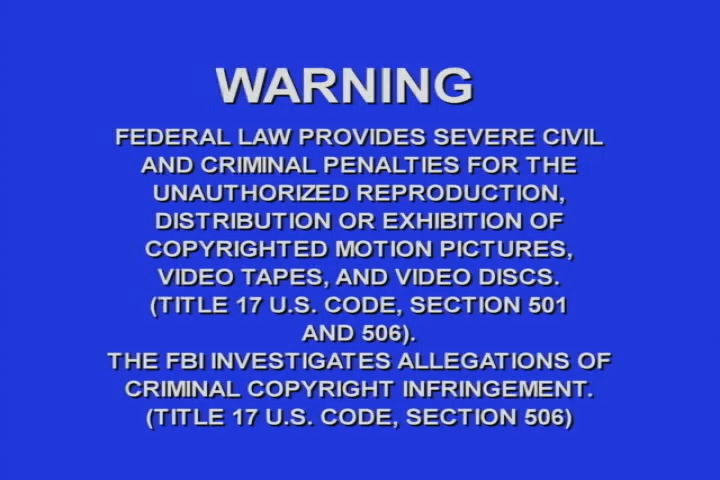 WARNING
FEDERAL LAW PROVIDES SEVERE CIVIL
AND CRIMINAL PENALTIES FOR THE
UNAUTHORIZED REPRODUCTION,
DISTRIBUTION OR EXHIBITION OF
COPYRIGHTED MOTION PICTURES,
VIDEO TAPES, AND VIDEO DISCS.
(TITLE 17 U.S. CODE, SECTION 501
AND 506).
THE FBI INVESTIGATES ALLEGATIONS OF
CRIMINAL COPYRIGHT INFRINGEMENT.
(TITLE 17 U.S. CODE, SECTION 506)